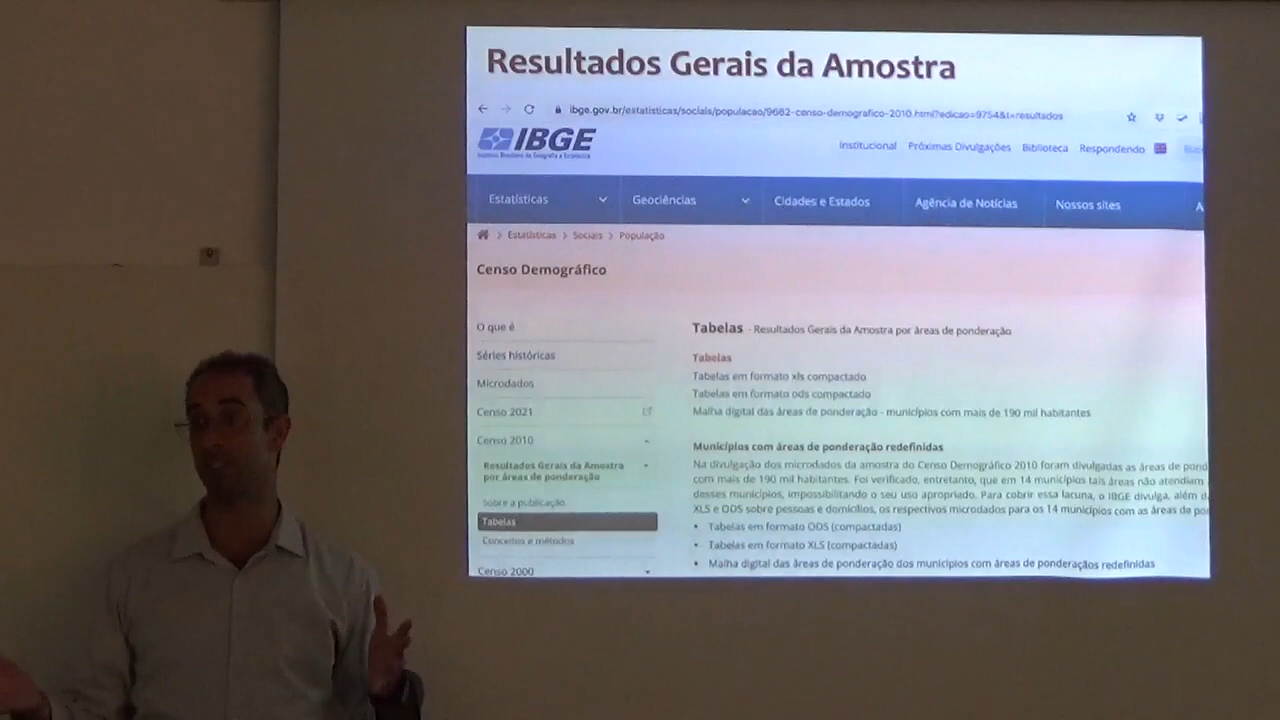 Resultados Gerais da Amostra
ibge.gov.br/estatisticas/sociais/populacao/9662-censo-demografico-2010.html?edicao=9754&t=resultados
IBGE
Instituto Brasileiro de Geografia e Estatística
Institucional Próximas Divulgações Biblioteca Respondendo
Estatísticas Geociências Cidades e Estados Agência de Notícias Nossos sites A
Estatísticas > Sociais > População
Censo Demográfico
O que é
Séries históricas
Microdados
Censo 2021
Censo 2010
Resultados Gerais da Amostra
por áreas de ponderação
Sobre a publicação
Tabelas
Conceitos e métodos
Censo 2000
Tabelas - Resultados Gerais da Amostra por áreas de ponderação
Tabelas
Tabelas em formato xls compactado
Tabelas em formato ods compactado
Malha digital das áreas de ponderação - municípios com mais de 190 mil habitantes
Municípios com áreas de ponderação redefinidas
Na divulgação dos microdados da amostra do Censo Demográfico 2010 foram divulgadas as áreas de pond
com mais de 190 mil habitantes. Foi verificado, entretanto, que em 14 municípios tais áreas não atendiam
desses municípios, impossibilitando o seu uso apropriado. Para cobrir essa lacuna, o IBGE divulga, além d
XLS e ODS sobre pessoas e domicílios, os respectivos microdados para os 14 municípios com as áreas de po
• Tabelas em formato ODS (compactadas)
• Tabelas em formato XLS (compactadas)
• Malha digital das áreas de ponderação dos municípios com áreas de ponderações redefinidas